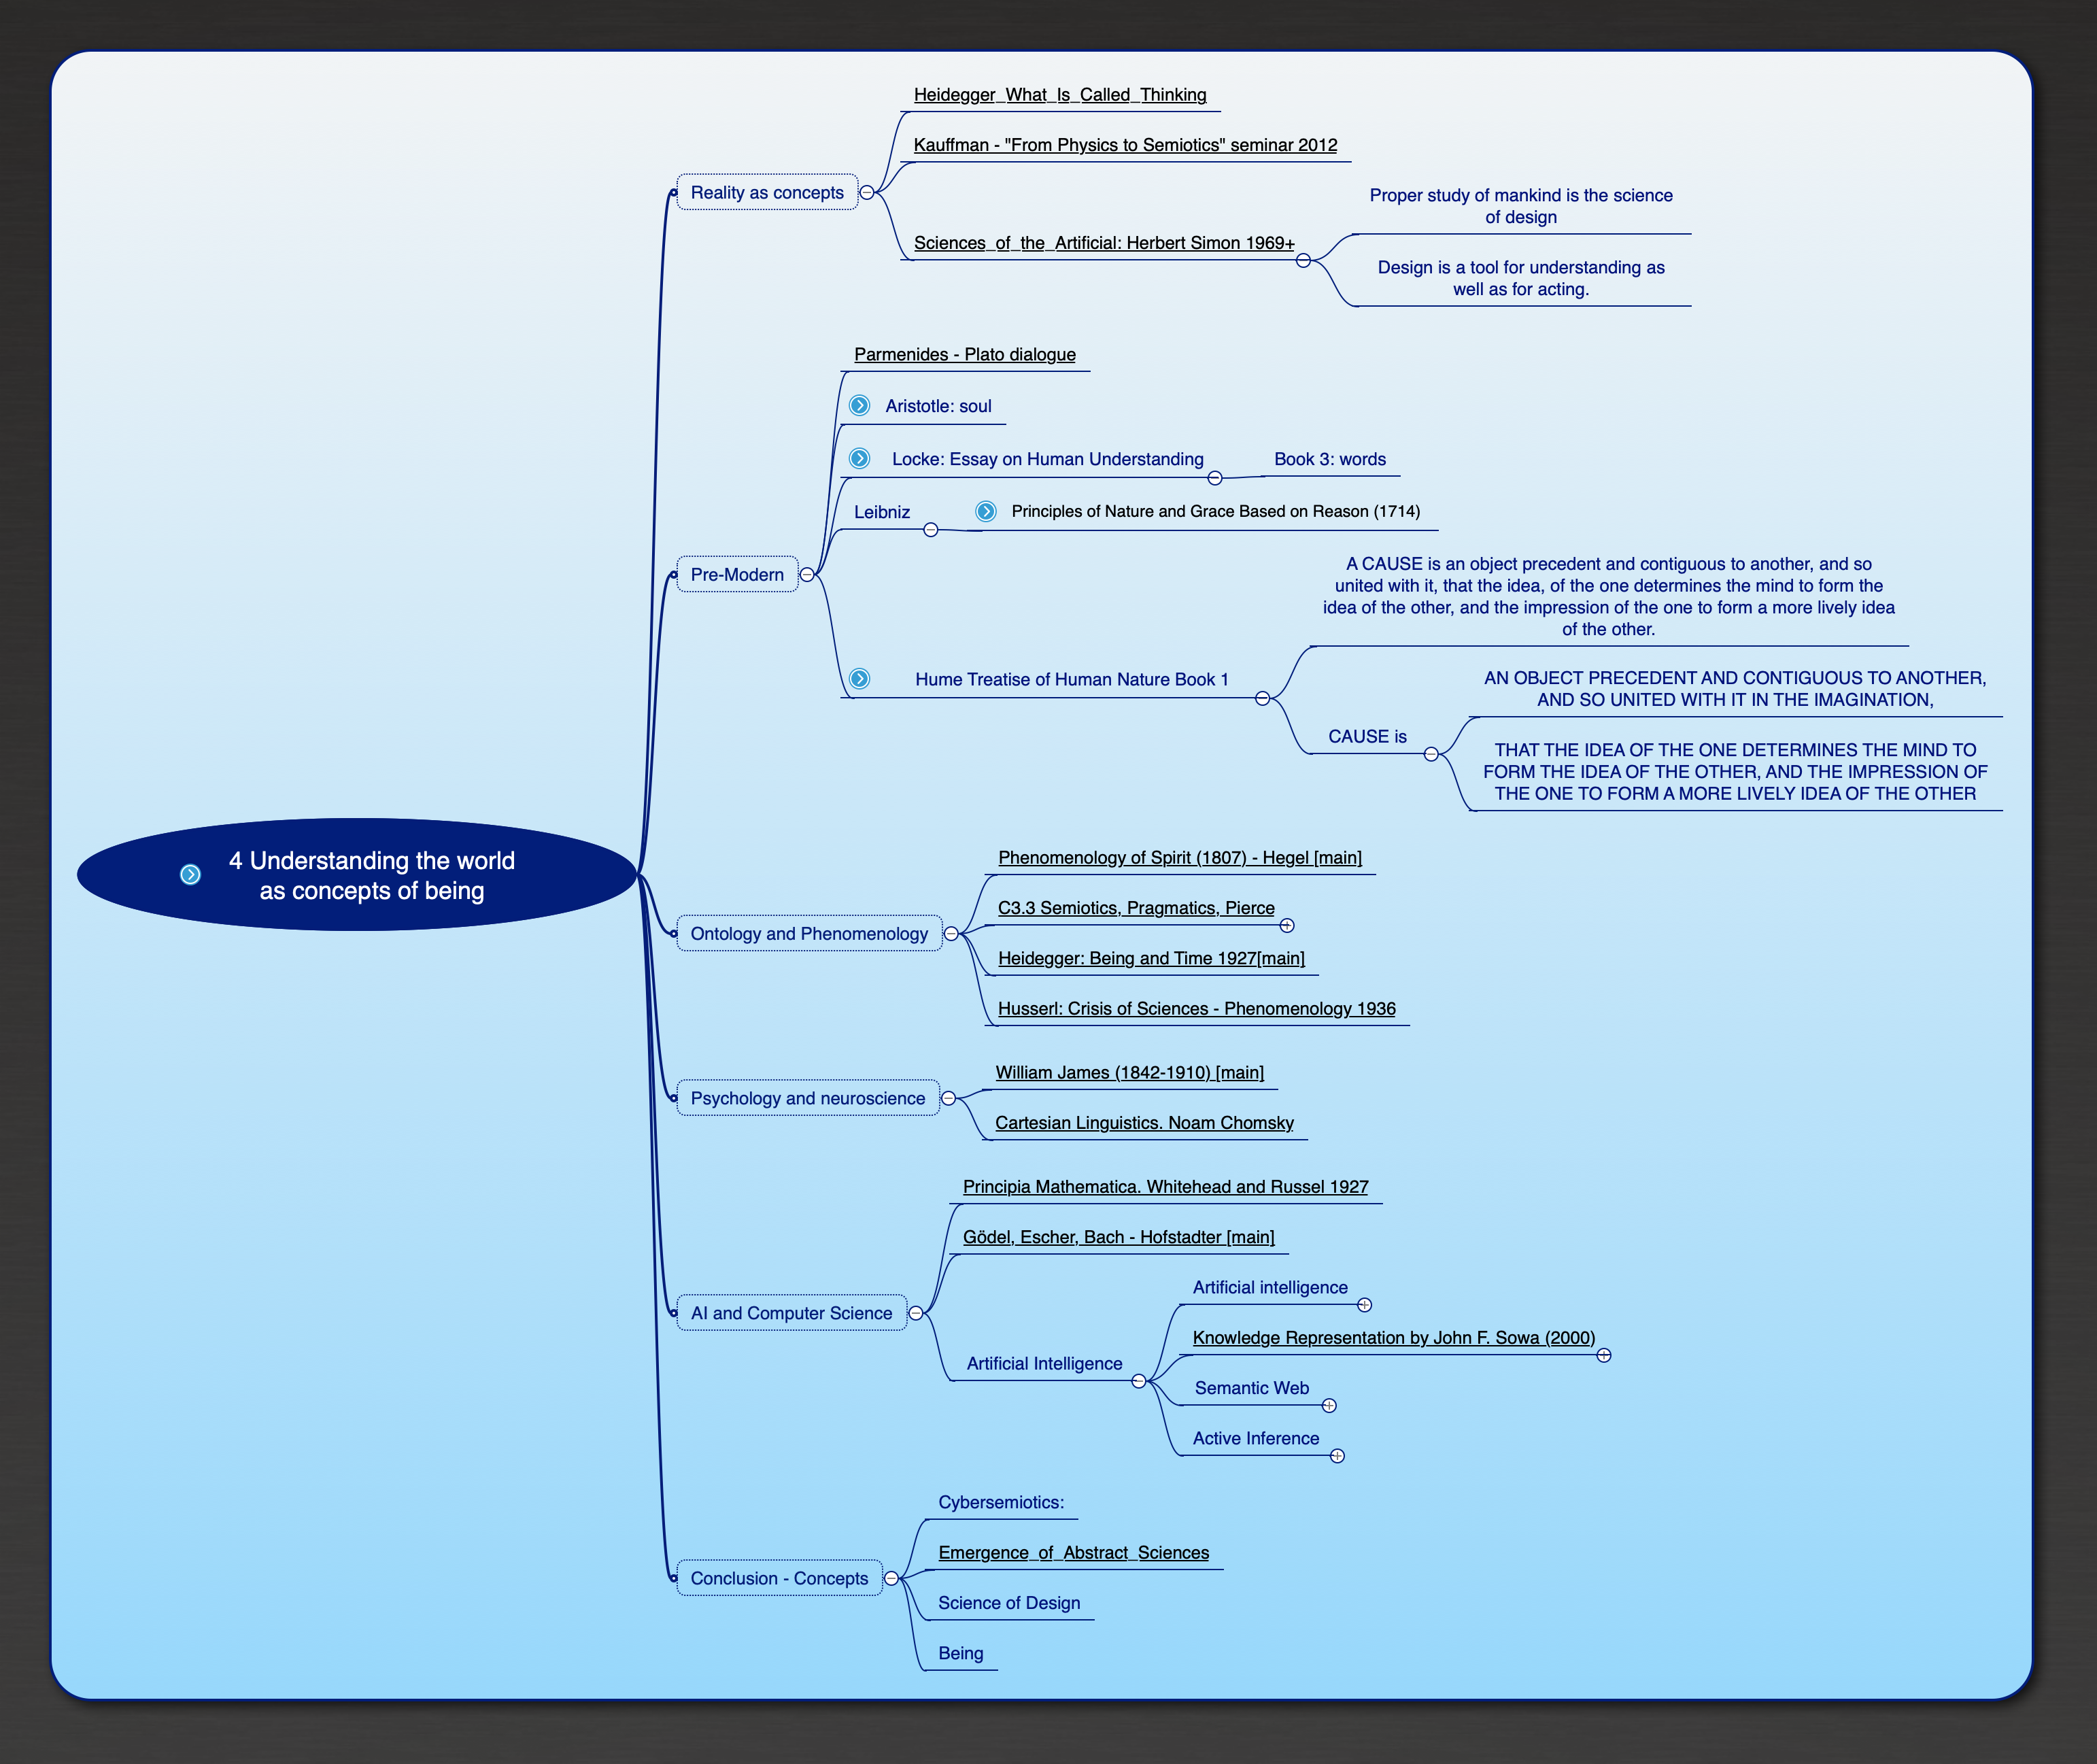 Heidegger_What_Is_Called_Thinking
Kauffman - "From Physics to Semiotics" seminar 2012
Reality as concepts
Proper study of mankind is the science
of design
Sciences_of_the_Artificial: Herbert Simon 1969+
Design is a tool for understanding as
well as for acting.
Parmenides - Plato dialogue
Aristotle: soul
Locke: Essay on Human Understanding
Book 3: words
Leibniz
Principles of Nature and Grace Based on Reason (1714)
Pre-Modern
A CAUSE is an object precedent and contiguous to another, and so
united with it, that the idea, of the one determines the mind to form the
idea of the other, and the impression of the one to form a more lively idea
of the other.
Hume Treatise of Human Nature Book 1
AN OBJECT PRECEDENT AND CONTIGUOUS TO ANOTHER,
AND SO UNITED WITH IT IN THE IMAGINATION,
CAUSE is
THAT THE IDEA OF THE ONE DETERMINES THE MIND TO
FORM THE IDEA OF THE OTHER, AND THE IMPRESSION OF
THE ONE TO FORM A MORE LIVELY IDEA OF THE OTHER
4 Understanding the world
as concepts of being
Phenomenology of Spirit (1807) - Hegel [main]
C3.3 Semiotics, Pragmatics, Pierce
Ontology and Phenomenology
Heidegger: Being and Time 1927[main]
Husserl: Crisis of Sciences - Phenomenology 1936
William James (1842-1910) [main]
Psychology and neuroscience
Cartesian Linguistics. Noam Chomsky
Principia Mathematica. Whitehead and Russel 1927
Gödel, Escher, Bach - Hofstadter [main]
AI and Computer Science
Artificial intelligence
Knowledge Representation by John F. Sowa (2000)
Artificial Intelligence
Semantic Web
Active Inference
Cybersemiotics:
Emergence_of_Abstract_Sciences
Conclusion - Concepts
Science of Design
Being